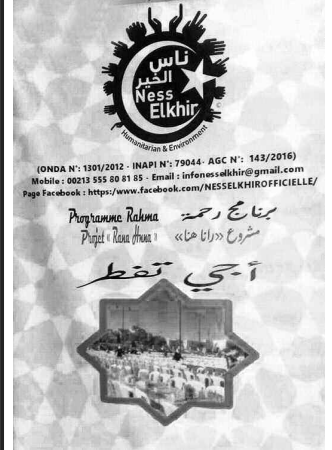 ناس
الخير
Ness
Elkhir
Humanitarian & Environment
(ONDA N°: 1301/2012 - INAPI N°: 79044- AGC N°: 143/2016)
Mobile : 00213 555 80 81 85 - Email : infonesselkhir@gmail.com
Page Facebook : https:/www.facebook.com/NESSELKHIROFFICIELLE/
Programme Rahma برنامج رحمة
Projet « Rana Hnna » مشروع «رانا هنا»
أجي تفطر